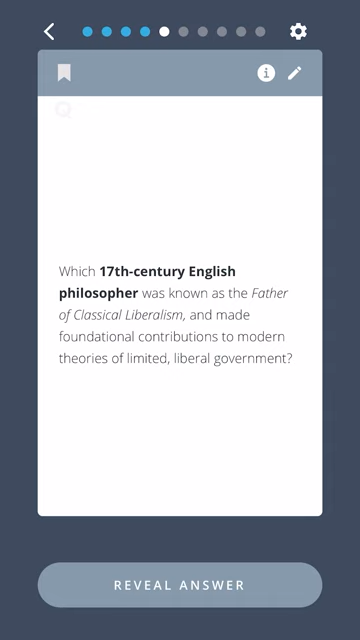 Which 17th-century English
philosopher was known as the Father
of Classical Liberalism, and made
foundational contributions to modern
theories of limited, liberal government?
REVEAL ANSWER